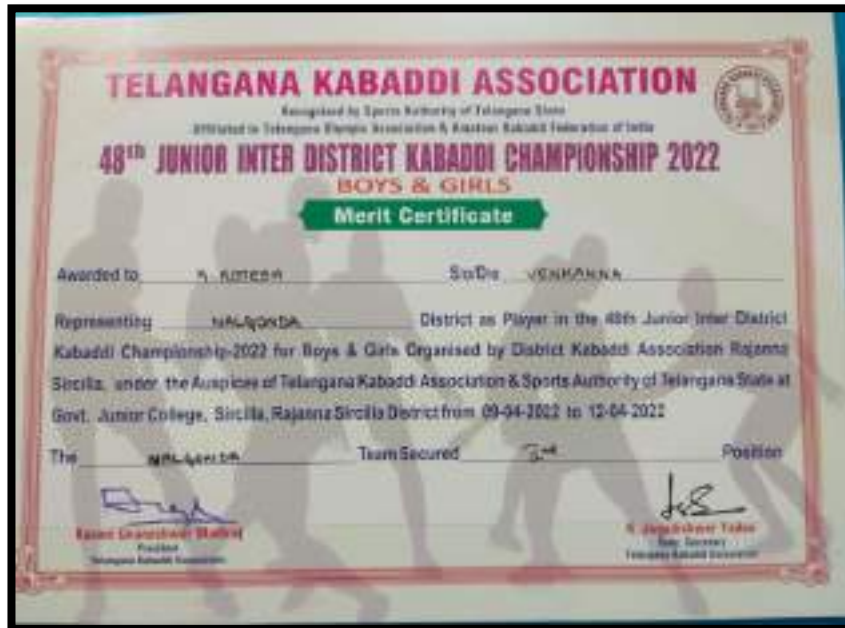 TELANGANA KABADDI ASSOCIATION
Recognised by Sports Authority of Telangana State
Affiliated to Telangana Olympic Association & Amateur Kabaddi Federation of India
48th JUNIOR INTER DISTRICT KABADDI CHAMPIONSHIP 2022
BOYS & GIRLS
Merit Certificate
Awarded to S/o/D/o VENKANNA
Representing NALGONDA District as Player in the 48th Junior Inter District
Kabaddi Championship-2022 for Boys & Girls Organised by District Kabaddi Association Rajanna
Sircilla, under the Auspices of Telangana Kabaddi Association & Sports Authority of Telangana State at
Govt. Junior College, Sircilla, Rajanna Sircilla District from 09-04-2022 to 12-04-2022
The NALGONDA Team Secured Position
President
Telangana Kabaddi Association
Secretary
Telangana Kabaddi Association